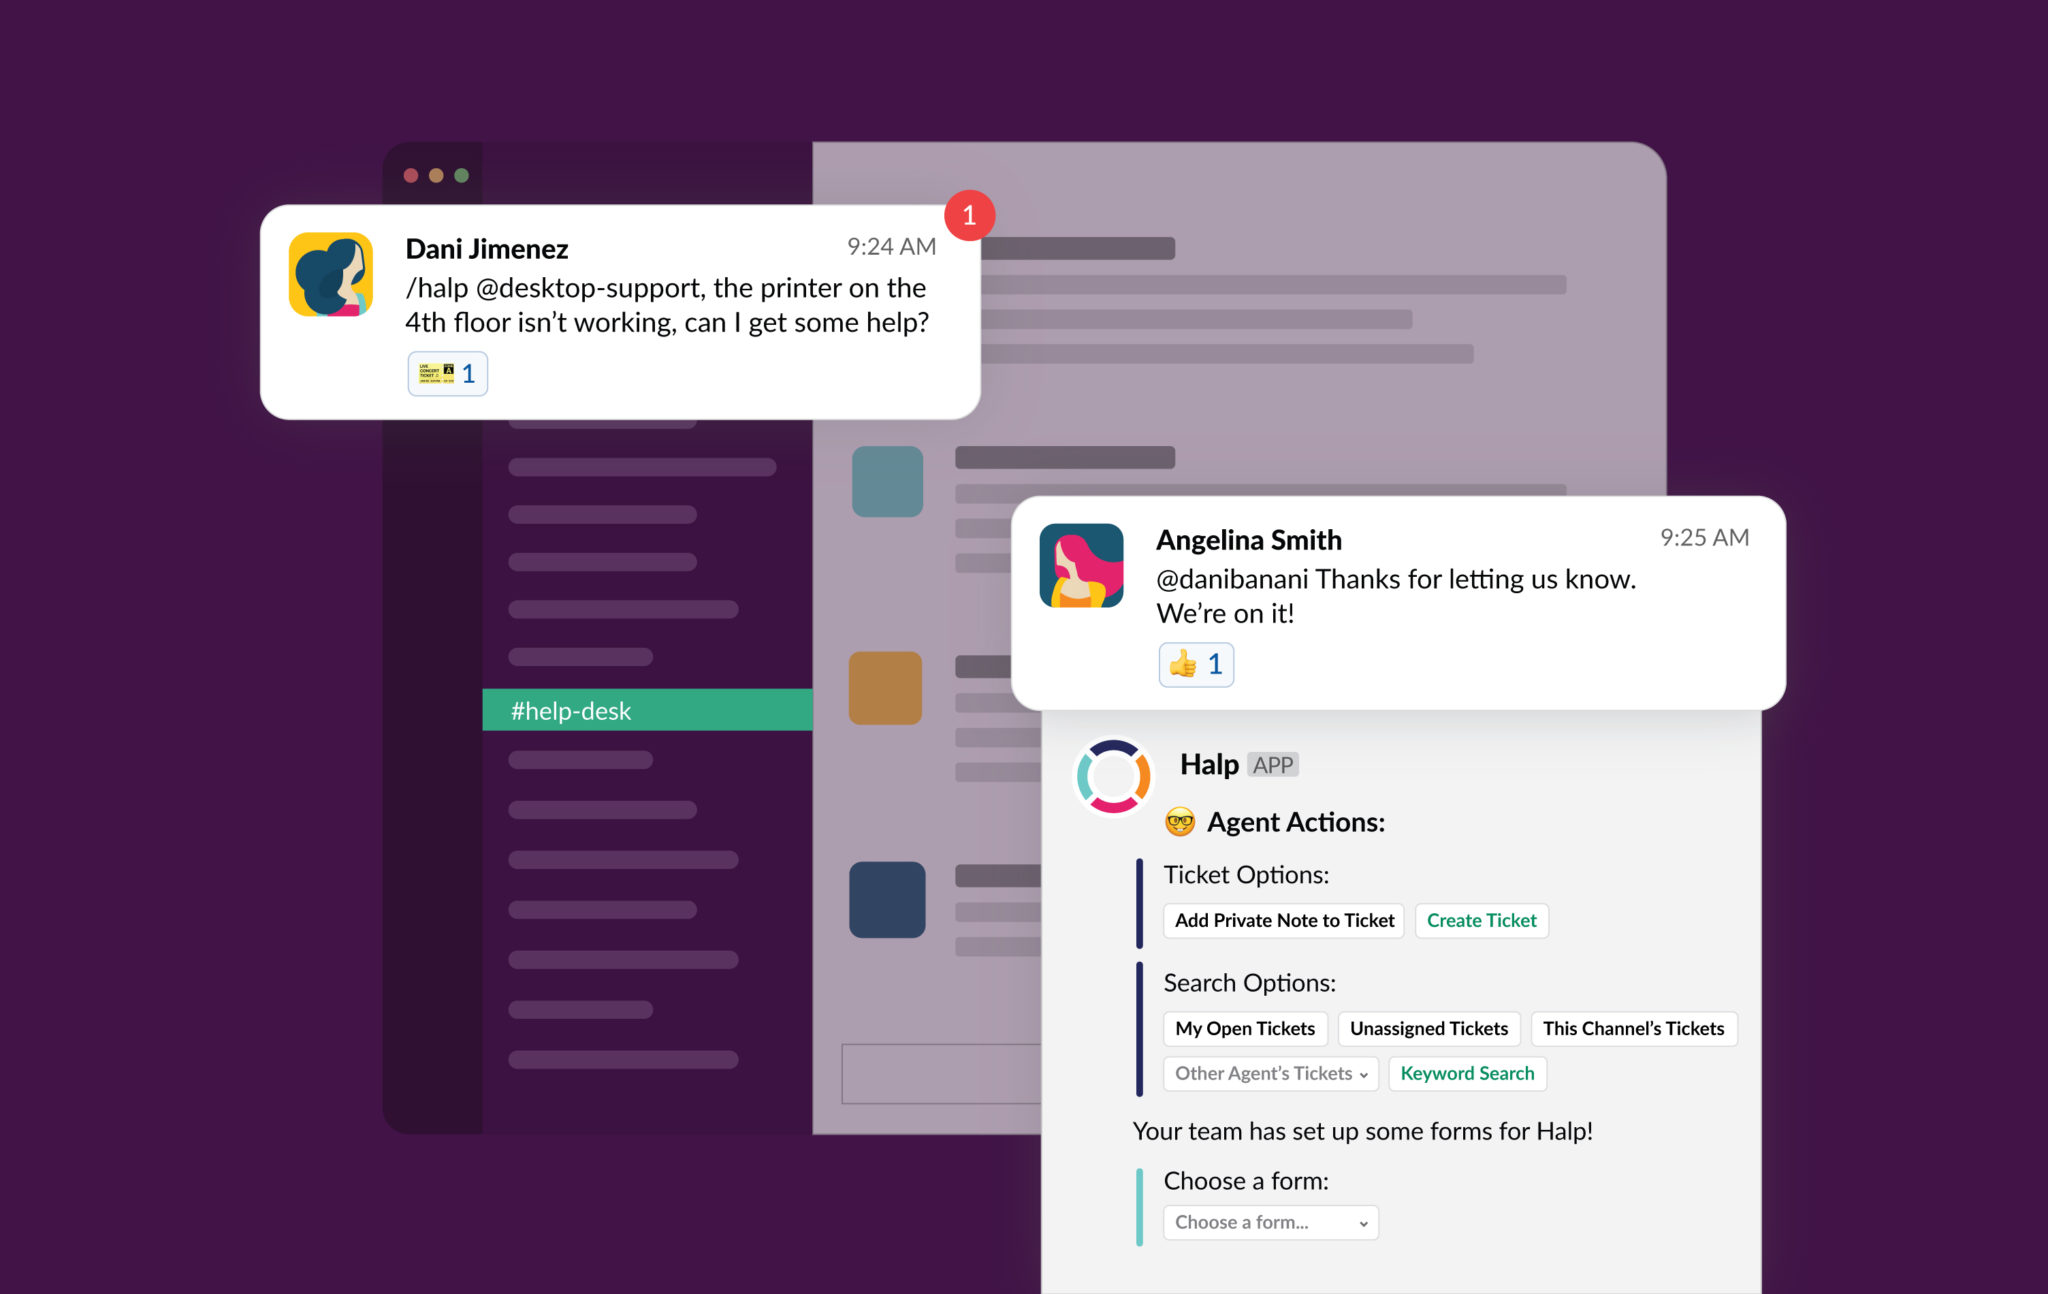 1
Dani Jimenez 9:24 AM
/halp @desktop-support, the printer on the
4th floor isn’t working, can I get some help?
1
#help-desk
Angelina Smith 9:25 AM
@danibanani Thanks for letting us know.
We’re on it!
1
Halp APP
Agent Actions:
Ticket Options:
Add Private Note to Ticket Create Ticket
Search Options:
My Open Tickets Unassigned Tickets This Channel’s Tickets
Other Agent’s Tickets Keyword Search
Your team has set up some forms for Halp!
Choose a form:
Choose a form...